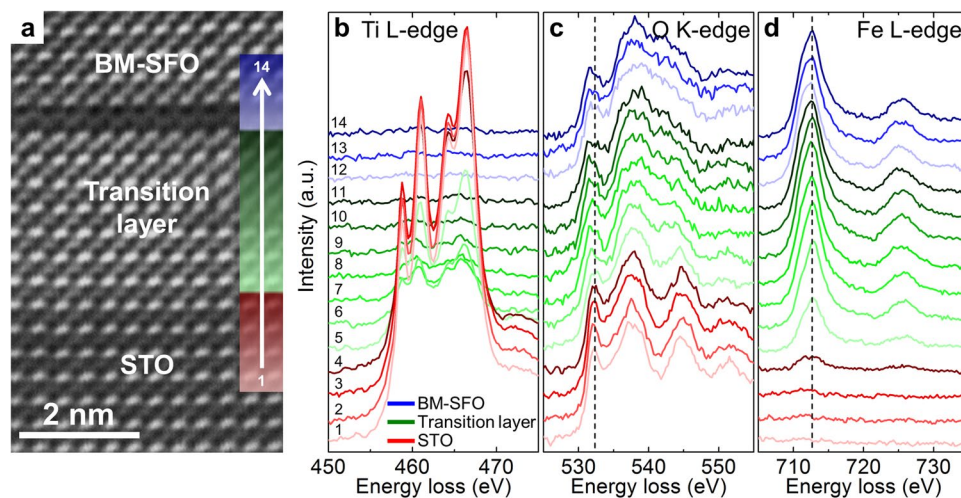 a
BM-SFO
14
Transition
layer
STO
1
2 nm
b Ti L-edge
c O K-edge
d Fe L-edge
Intensity (a.u.)
14
13
12
11
10
9
8
7
6
5
4
3
2
1
BM-SFO
Transition layer
STO
450 460 470
Energy loss (eV)
530 540 550
Energy loss (eV)
710 720 730
Energy loss (eV)